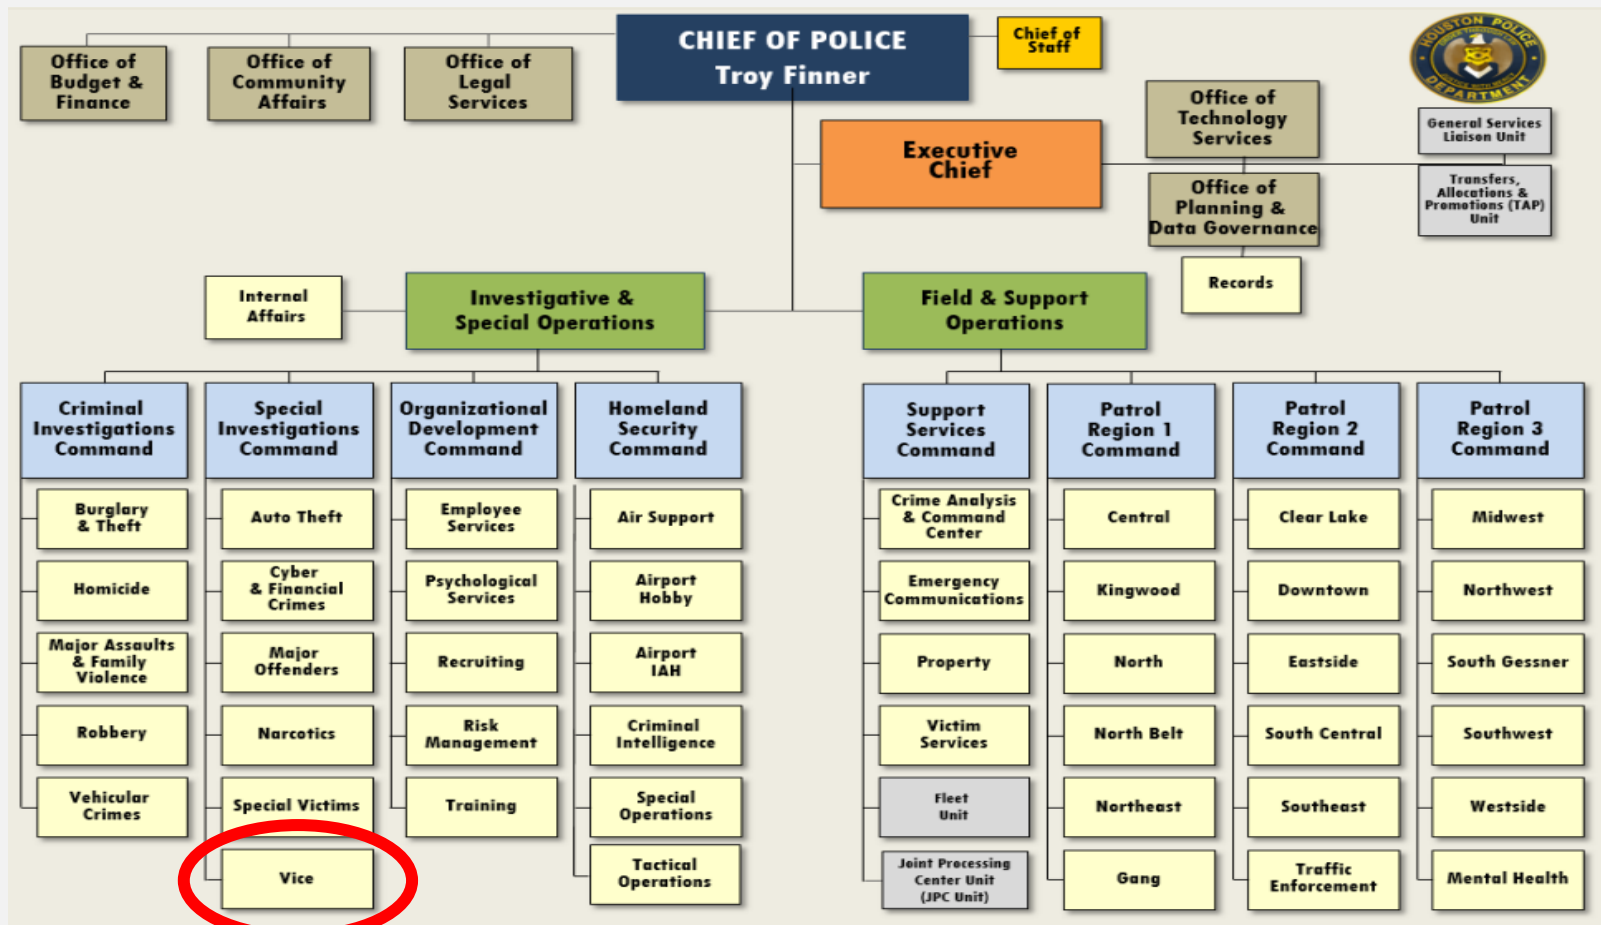 CHIEF OF POLICE
Troy Finner
Chief of
Staff
Office of
Budget &
Finance
Office of
Community
Affairs
Office of
Legal
Services
HOUSTON POLICE
DEPARTMENT
Executive
Chief
Office of
Technology
Services
Office of
Planning &
Data Governance
Records
General Services
Liaison Unit
Transfers,
Allocations &
Promotions (TAP)
Unit
Internal
Affairs
Investigative &
Special Operations
Field & Support
Operations
Criminal
Investigations
Command
Burglary
& Theft
Homicide
Major Assaults
& Family
Violence
Robbery
Vehicular
Crimes
Special
Investigations
Command
Auto Theft
Cyber
& Financial
Crimes
Major
Offenders
Narcotics
Special Victims
Vice
Organizational
Development
Command
Employee
Services
Psychological
Services
Recruiting
Risk
Management
Training
Homeland
Security
Command
Air Support
Airport
Hobby
Airport
IAH
Criminal
Intelligence
Special
Operations
Tactical
Operations
Support
Services
Command
Crime Analysis
& Command
Center
Emergency
Communications
Property
Victim
Services
Fleet
Unit
Joint Processing
Center Unit
(JPC Unit)
Patrol
Region 1
Command
Central
Kingwood
North
North Belt
Northeast
Gang
Patrol
Region 2
Command
Clear Lake
Downtown
Eastside
South Central
Southeast
Traffic
Enforcement
Patrol
Region 3
Command
Midwest
Northwest
South Gessner
Southwest
Westside
Mental Health